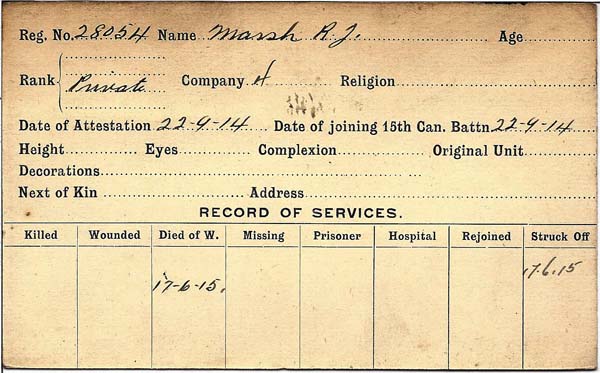 Reg. No. 28054 Name Marsh R. J. Age
Rank Private Company A Religion
Date of Attestation 22-9-14 Date of joining 15th Can. Battn 22-9-14
Height Eyes Complexion Original Unit
Decorations
Next of Kin Address
RECORD OF SERVICES.
Killed Wounded Died of W. Missing Prisoner Hospital Rejoined Struck Off
17.6.15
17-6-15.